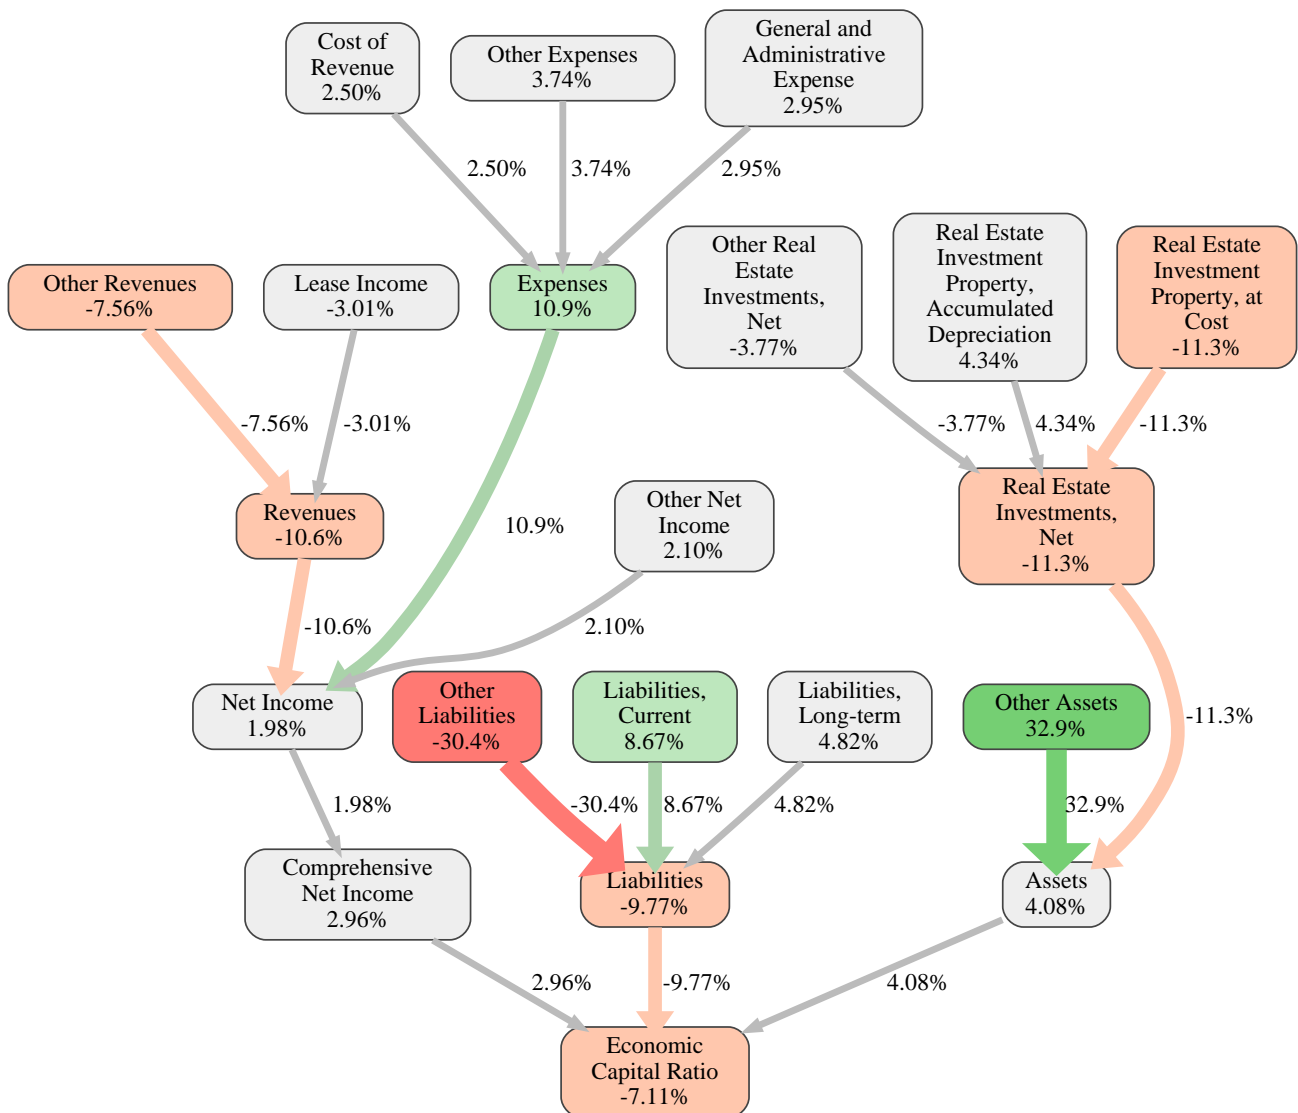 Cost of
Revenue
2.50%
Other Expenses
3.74%
General and
Administrative
Expense
2.95%
2.50%
3.74%
2.95%
Other Revenues
-7.56%
Lease Income
-3.01%
Expenses
10.9%
Other Real
Estate
Investments,
Net
-3.77%
Real Estate
Investment
Property,
Accumulated
Depreciation
4.34%
Real Estate
Investment
Property, at
Cost
-11.3%
-7.56%
-3.01%
-3.77%
4.34%
-11.3%
Revenues
-10.6%
10.9%
Other Net
Income
2.10%
Real Estate
Investments,
Net
-11.3%
-10.6%
2.10%
Net Income
1.98%
Other
Liabilities
-30.4%
Liabilities,
Current
8.67%
Liabilities,
Long-term
4.82%
Other Assets
32.9%
-11.3%
1.98%
-30.4%
8.67%
4.82%
32.9%
Comprehensive
Net Income
2.96%
Liabilities
-9.77%
Assets
4.08%
2.96%
-9.77%
4.08%
Economic
Capital Ratio
-7.11%